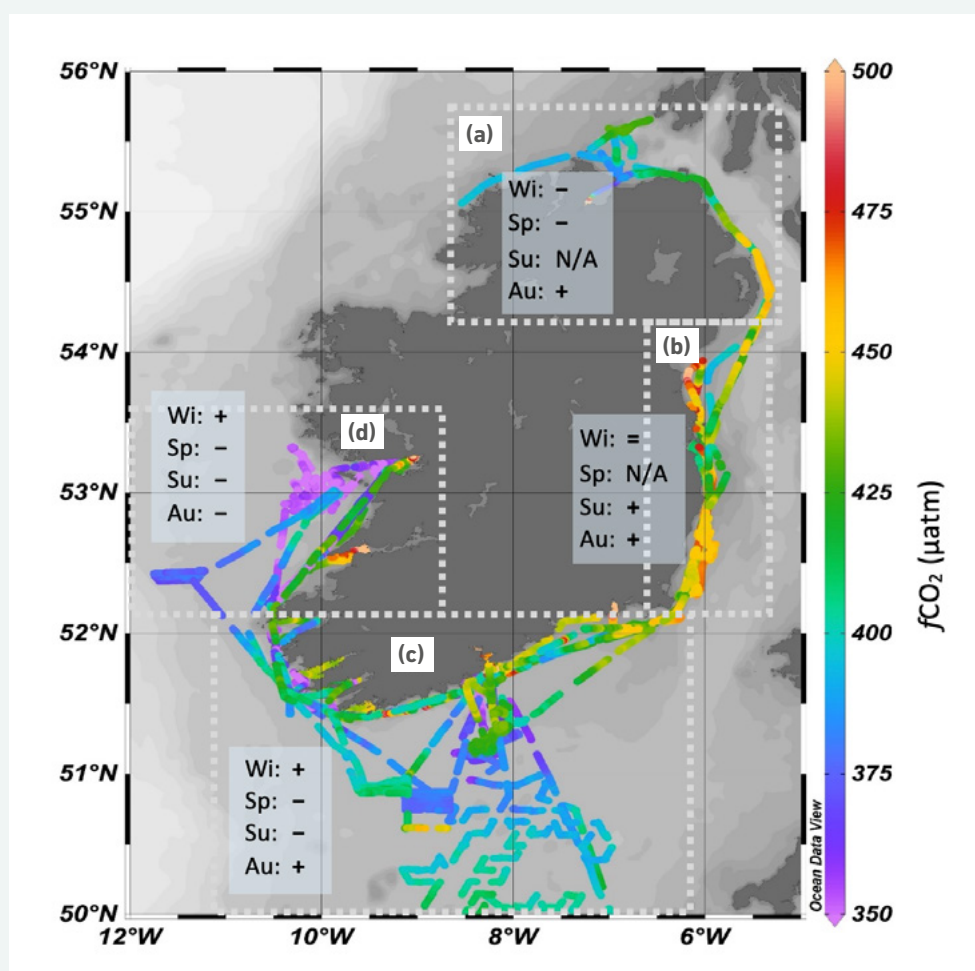 56°N
55°N
54°N
53°N
52°N
51°N
50°N
12°W
10°W
8°W
6°W
(a)
Wi: –
Sp: –
Su: N/A
Au: +
(b)
Wi: =
Sp: N/A
Su: +
Au: +
(d)
Wi: +
Sp: –
Su: –
Au: –
(c)
Wi: +
Sp: –
Su: –
Au: +
Ocean Data View
500
475
450
425
400
375
350
fCO₂ (µatm)